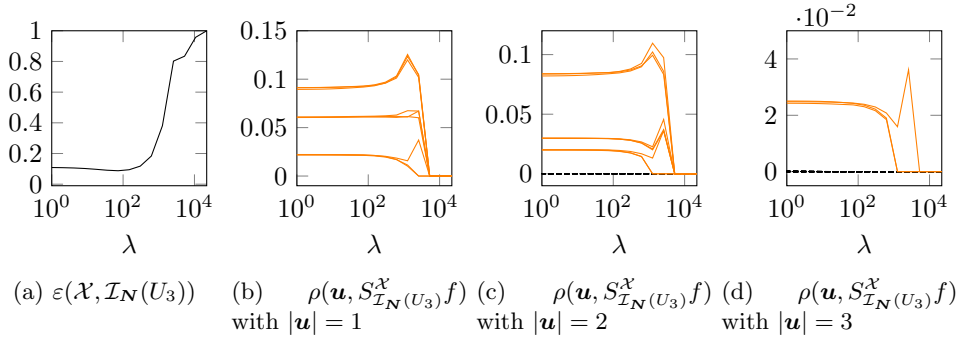 ·10⁻²
1 0.8 0.6 0.4 0.2 0
0.15 0.1 0.05 0
0.1 0.05 0
4 2 0
10⁰ 10² 10⁴ 10⁰ 10² 10⁴ 10⁰ 10² 10⁴ 10⁰ 10² 10⁴
λ λ λ λ
(a) ε(𝒳, ℐ_𝑵(U₃))
(b) ρ(𝒖, S^𝒳_{ℐ_𝑵(U₃)} f)
with |𝒖| = 1
(c) ρ(𝒖, S^𝒳_{ℐ_𝑵(U₃)} f)
with |𝒖| = 2
(d) ρ(𝒖, S^𝒳_{ℐ_𝑵(U₃)} f)
with |𝒖| = 3